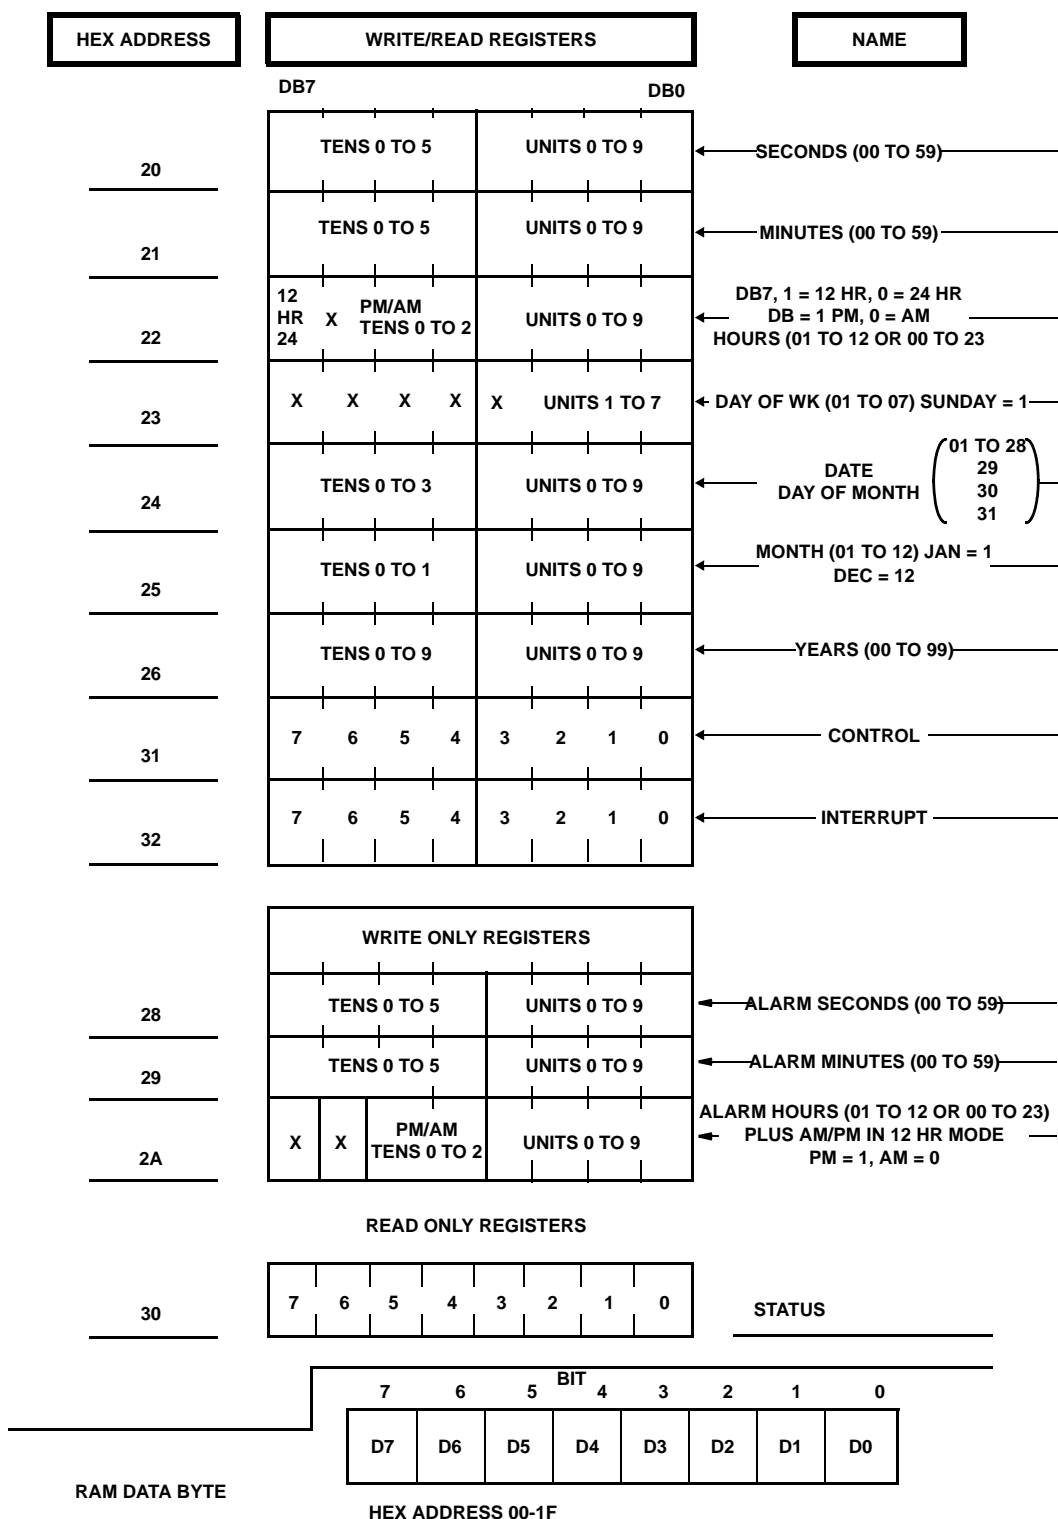 HEX ADDRESS WRITE/READ REGISTERS NAME
DB7 DB0
20 TENS 0 TO 5 UNITS 0 TO 9 SECONDS (00 TO 59)
21 TENS 0 TO 5 UNITS 0 TO 9 MINUTES (00 TO 59)
22
12
HR
24
X
PM/AM
TENS 0 TO 2
UNITS 0 TO 9
DB7, 1 = 12 HR, 0 = 24 HR
DB = 1 PM, 0 = AM
HOURS (01 TO 12 OR 00 TO 23
23 X X X X X UNITS 1 TO 7 DAY OF WK (01 TO 07) SUNDAY = 1
24 TENS 0 TO 3 UNITS 0 TO 9
DATE
DAY OF MONTH
01 TO 28
29
30
31
25 TENS 0 TO 1 UNITS 0 TO 9
MONTH (01 TO 12) JAN = 1
DEC = 12
26 TENS 0 TO 9 UNITS 0 TO 9 YEARS (00 TO 99)
31 7 6 5 4 3 2 1 0 CONTROL
32 7 6 5 4 3 2 1 0 INTERRUPT
WRITE ONLY REGISTERS
28 TENS 0 TO 5 UNITS 0 TO 9 ALARM SECONDS (00 TO 59)
29 TENS 0 TO 5 UNITS 0 TO 9 ALARM MINUTES (00 TO 59)
2A X X
PM/AM
TENS 0 TO 2
UNITS 0 TO 9
ALARM HOURS (01 TO 12 OR 00 TO 23)
PLUS AM/PM IN 12 HR MODE
PM = 1, AM = 0
READ ONLY REGISTERS
30 7 6 5 4 3 2 1 0 STATUS
BIT
7 6 5 4 3 2 1 0
D7 D6 D5 D4 D3 D2 D1 D0
RAM DATA BYTE
HEX ADDRESS 00-1F